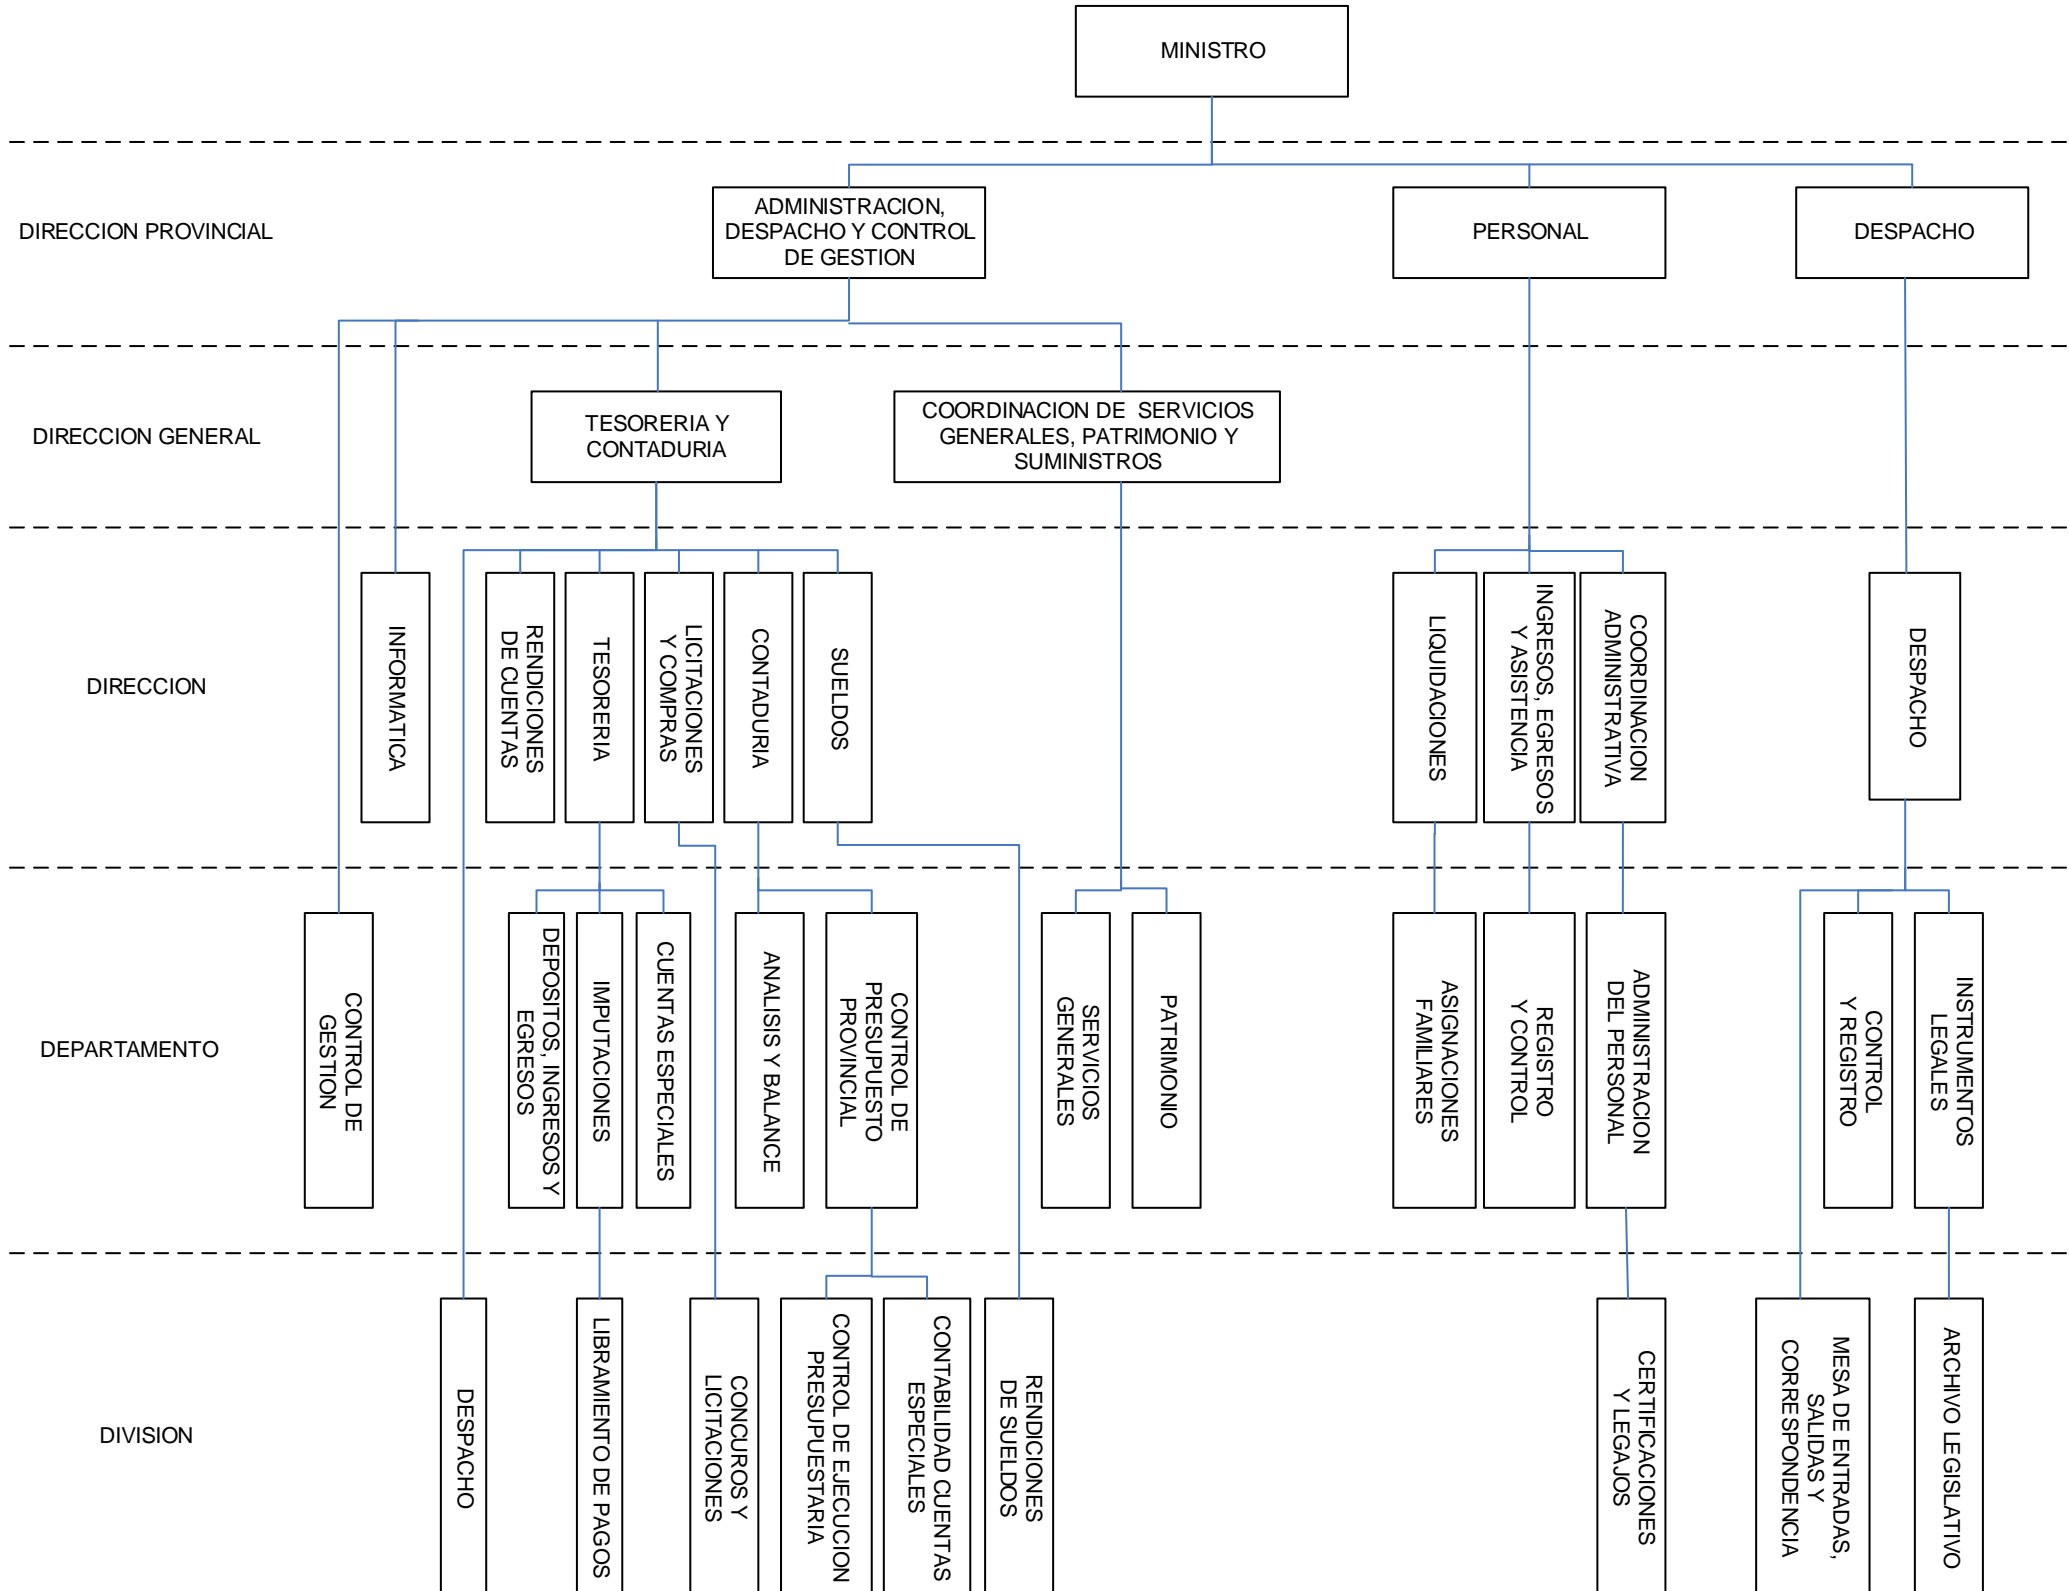 MINISTRO
DIRECCION PROVINCIAL
ADMINISTRACION,
DESPACHO Y CONTROL
DE GESTION
PERSONAL
DESPACHO
DIRECCION GENERAL
TESORERIA Y
CONTADURIA
COORDINACION DE SERVICIOS
GENERALES, PATRIMONIO Y
SUMINISTROS
DIRECCION
INFORMATICA
RENDICIONES
DE CUENTAS
TESORERIA
LICITACIONES
Y COMPRAS
CONTADURIA
SUELDOS
LIQUIDACIONES
INGRESOS, EGRESOS
Y ASISTENCIA
COORDINACION
ADMINISTRATIVA
DESPACHO
DEPARTAMENTO
CONTROL DE
GESTION
DEPOSITOS, INGRESOS Y
EGRESOS
IMPUTACIONES
CUENTAS ESPECIALES
ANALISIS Y BALANCE
CONTROL DE
PRESUPUESTO
PROVINCIAL
SERVICIOS
GENERALES
PATRIMONIO
ASIGNACIONES
FAMILIARES
REGISTRO
Y CONTROL
ADMINISTRACION
DEL PERSONAL
CONTROL
Y REGISTRO
INSTRUMENTOS
LEGALES
DIVISION
DESPACHO
LIBRAMIENTO DE PAGOS
CONCUROS Y
LICITACIONES
CONTROL DE EJECUCION
PRESUPUESTARIA
CONTABILIDAD CUENTAS
ESPECIALES
RENDICIONES
DE SUELDOS
CERTIFICACIONES
Y LEGAJOS
MESA DE ENTRADAS,
SALIDAS Y
CORRESPONDENCIA
ARCHIVO LEGISLATIVO